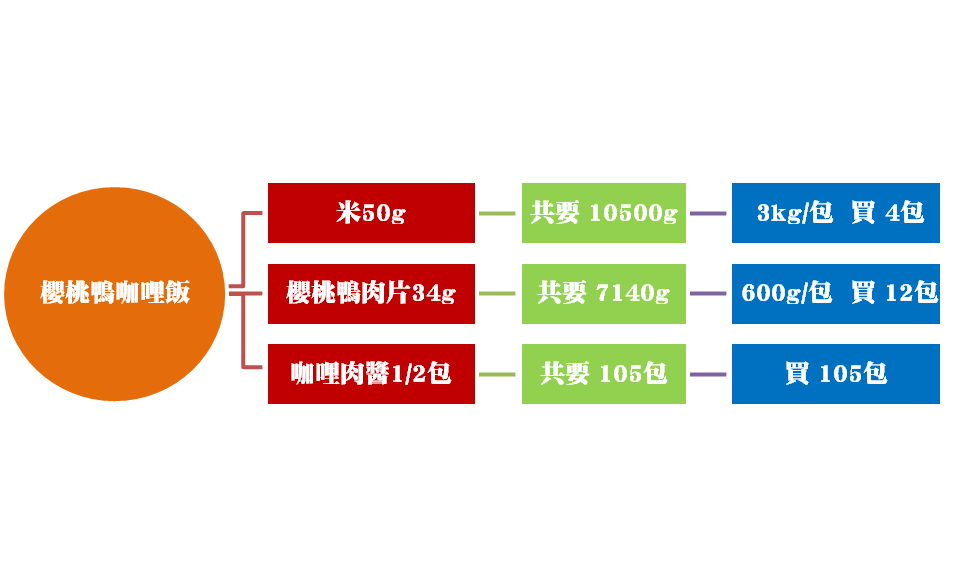 櫻桃鴨咖哩飯
米50g
共要 10500g
3kg/包 買 4包
櫻桃鴨肉片34g
共要 7140g
600g/包 買 12包
咖哩肉醬1/2包
共要 105包
買 105包